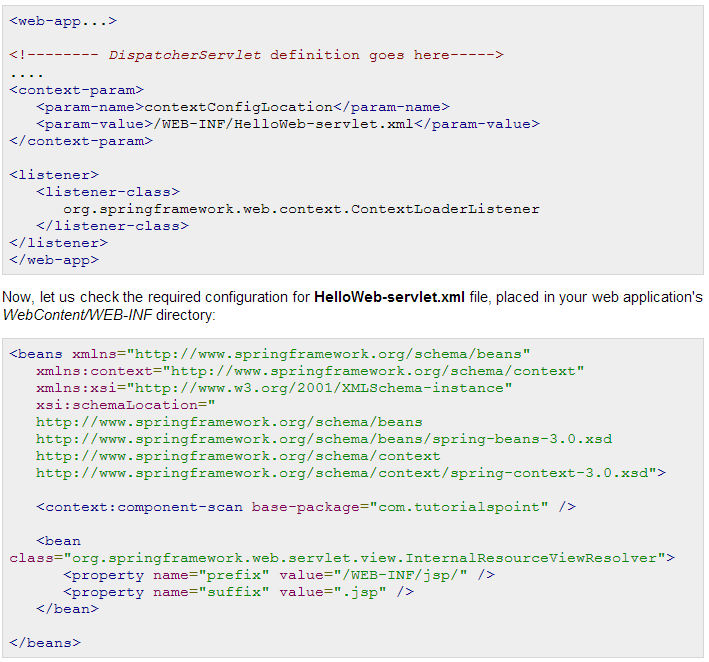 <web-app...>
<!-------- DispatcherServlet definition goes here----->
....
<context-param>
<param-name>contextConfigLocation</param-name>
<param-value>/WEB-INF/HelloWeb-servlet.xml</param-value>
</context-param>
<listener>
<listener-class>
org.springframework.web.context.ContextLoaderListener
</listener-class>
</listener>
</web-app>
Now, let us check the required configuration for HelloWeb-servlet.xml file, placed in your web application's
WebContent/WEB-INF directory:
<beans xmlns="http://www.springframework.org/schema/beans"
xmlns:context="http://www.springframework.org/schema/context"
xmlns:xsi="http://www.w3.org/2001/XMLSchema-instance"
xsi:schemaLocation="
http://www.springframework.org/schema/beans
http://www.springframework.org/schema/beans/spring-beans-3.0.xsd
http://www.springframework.org/schema/context
http://www.springframework.org/schema/context/spring-context-3.0.xsd">
<context:component-scan base-package="com.tutorialspoint" />
<bean
class="org.springframework.web.servlet.view.InternalResourceViewResolver">
<property name="prefix" value="/WEB-INF/jsp/" />
<property name="suffix" value=".jsp" />
</bean>
</beans>